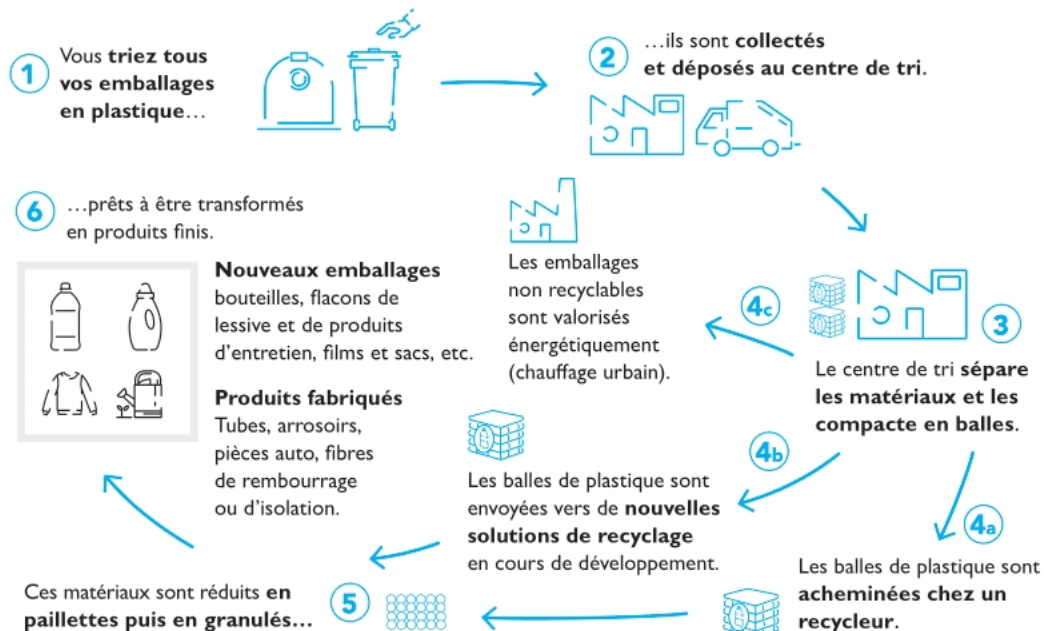 1
Vous triez tous
vos emballages
en plastique…
2
…ils sont collectés
et déposés au centre de tri.
3
Le centre de tri sépare
les matériaux et les
compacte en balles.
4c
Les emballages
non recyclables
sont valorisés
énergétiquement
(chauffage urbain).
4b
Les balles de plastique sont
envoyées vers de nouvelles
solutions de recyclage
en cours de développement.
4a
Les balles de plastique sont
acheminées chez un
recycleur.
5
Ces matériaux sont réduits en
paillettes puis en granulés…
6
…prêts à être transformés
en produits finis.
Nouveaux emballages
bouteilles, flacons de
lessive et de produits
d'entretien, films et sacs, etc.
Produits fabriqués
Tubes, arrosoirs,
pièces auto, fibres
de rembourrage
ou d'isolation.